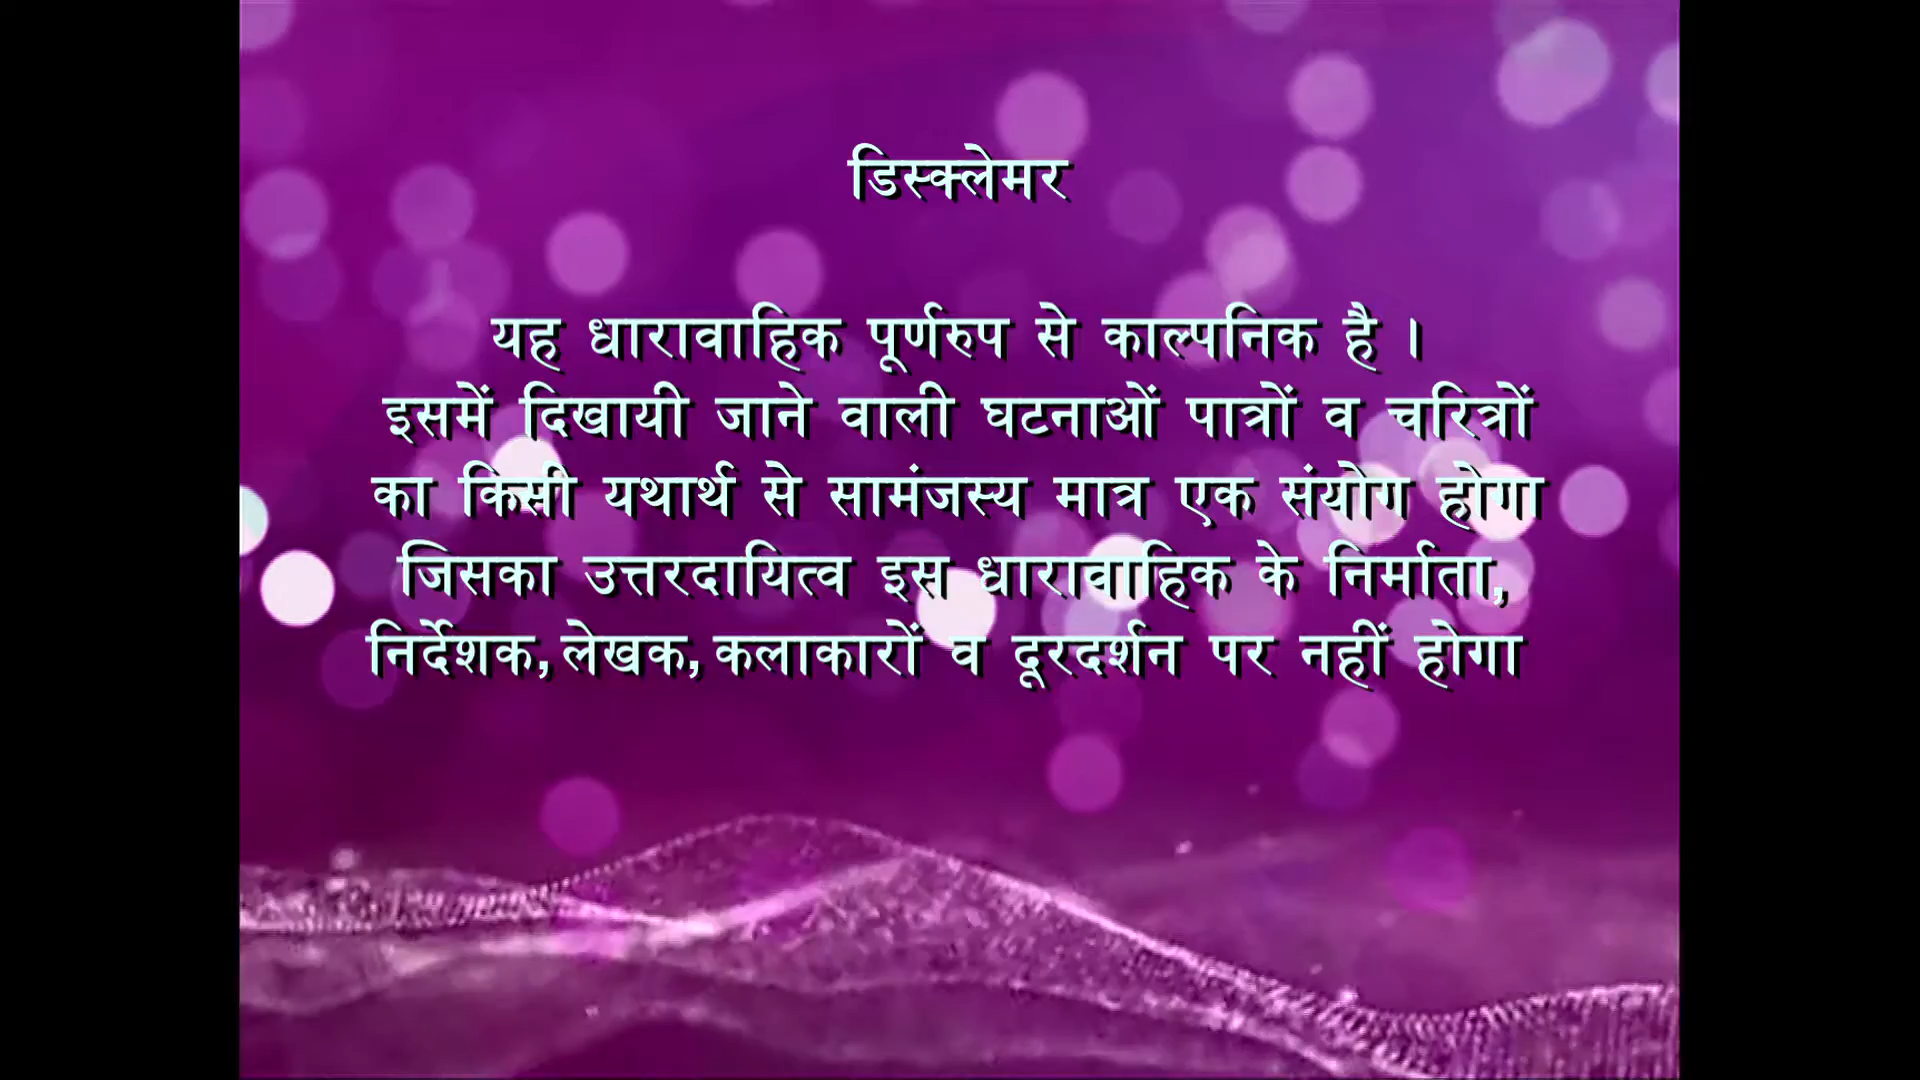 डिस्क्लेमर
यह धारावाहिक पूर्णरुप से काल्पनिक है ।
इसमें दिखायी जाने वाली घटनाओं पात्रों व चरित्रों
का किसी यथार्थ से सामंजस्य मात्र एक संयोग होगा
जिसका उत्तरदायित्व इस धारावाहिक के निर्माता,
निर्देशक, लेखक, कलाकारों व दूरदर्शन पर नहीं होगा